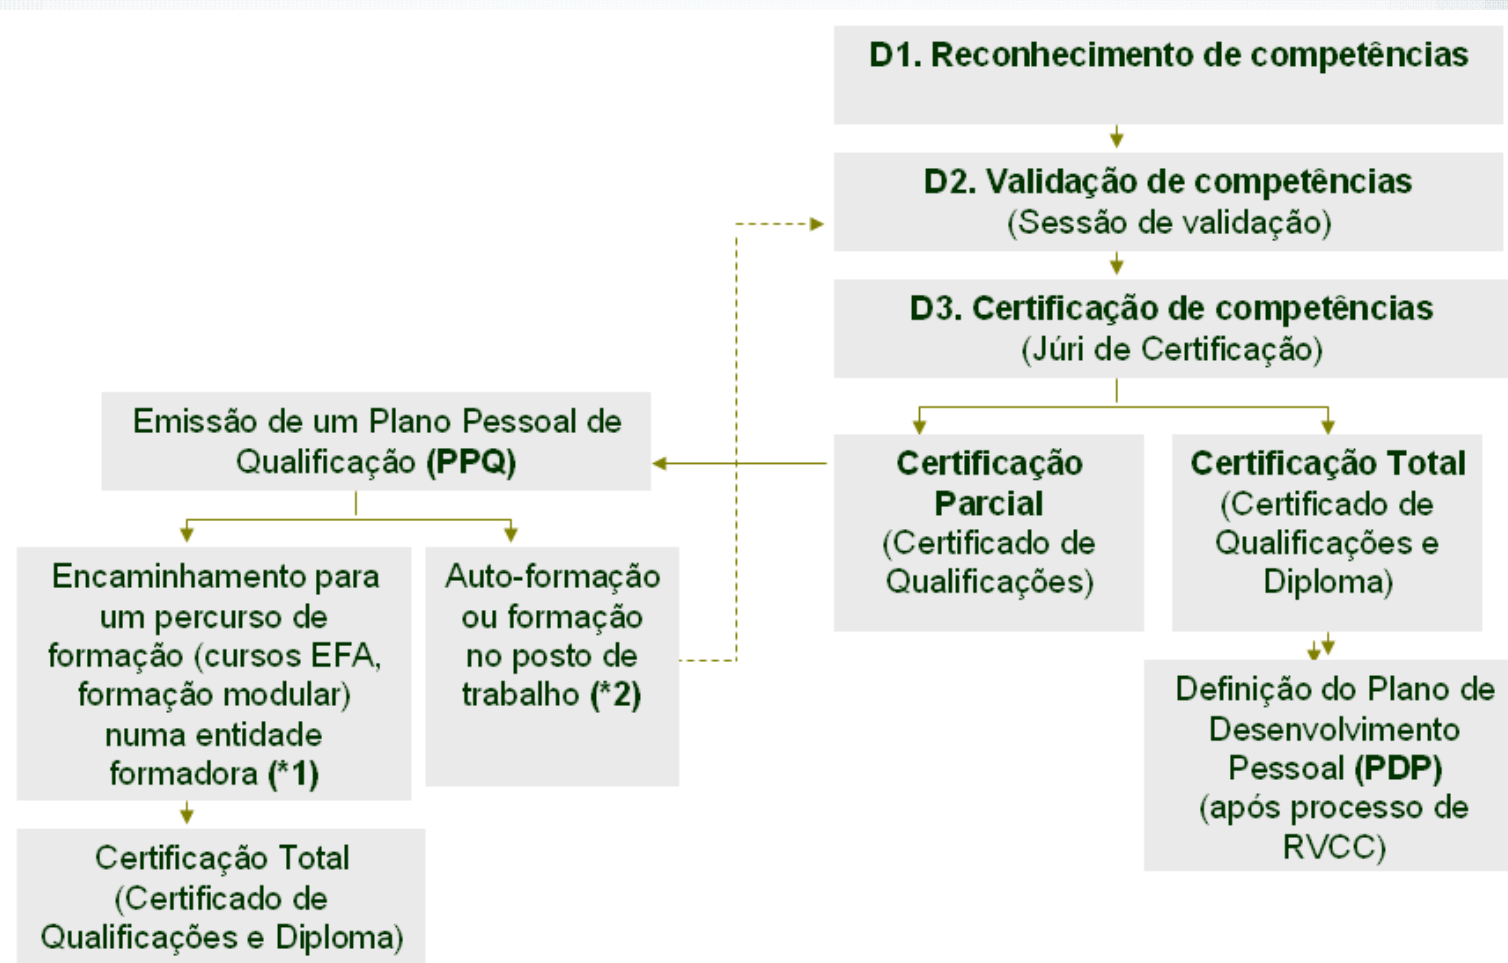 D1. Reconhecimento de competências
D2. Validação de competências
(Sessão de validação)
D3. Certificação de competências
(Júri de Certificação)
Emissão de um Plano Pessoal de
Qualificação (PPQ)
Certificação
Parcial
(Certificado de
Qualificações)
Certificação Total
(Certificado de
Qualificações e
Diploma)
Encaminhamento para
um percurso de
formação (cursos EFA,
formação modular)
numa entidade
formadora (*1)
Auto-formação
ou formação
no posto de
trabalho (*2)
Definição do Plano de
Desenvolvimento
Pessoal (PDP)
(após processo de
RVCC)
Certificação Total
(Certificado de
Qualificações e Diploma)